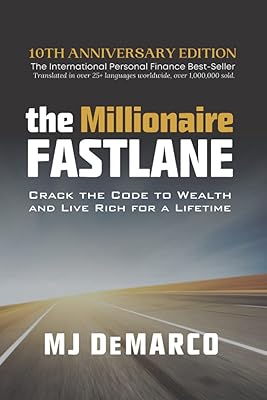 10TH ANNIVERSARY EDITION
The International Personal Finance Best-Seller
Translated in over 25+ languages worldwide, over 1,000,000 sold.
the Millionaire
FASTLANE
CRACK THE CODE TO WEALTH
AND LIVE RICH FOR A LIFETIME
MJ DEMARCO